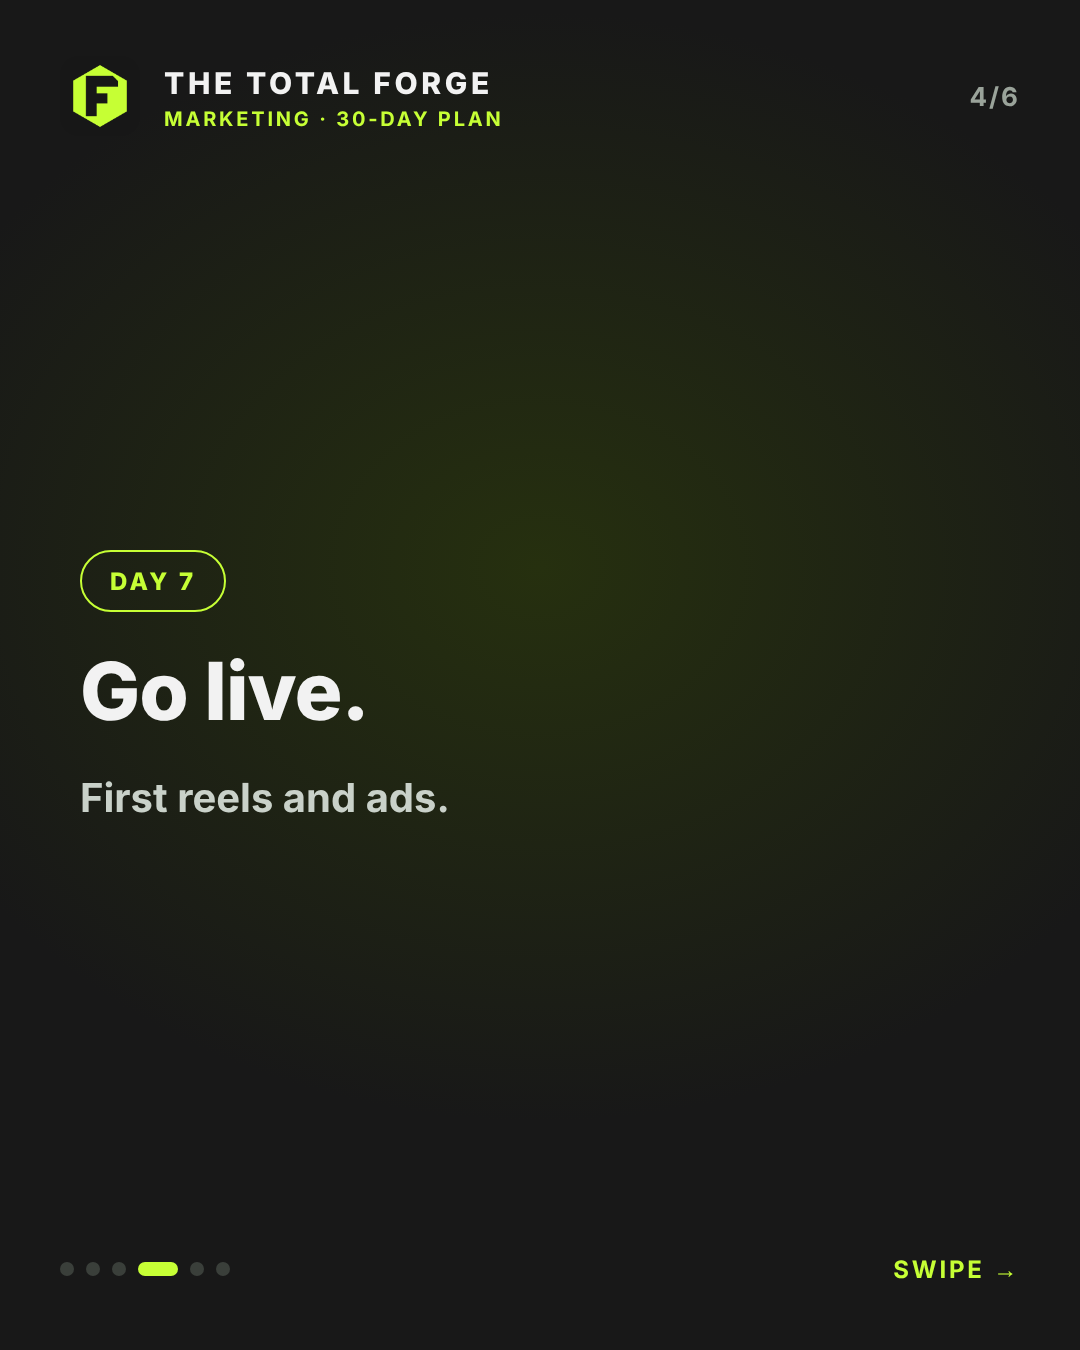 THE TOTAL FORGE
MARKETING · 30-DAY PLAN
4/6
DAY 7
Go live.
First reels and ads.
SWIPE →